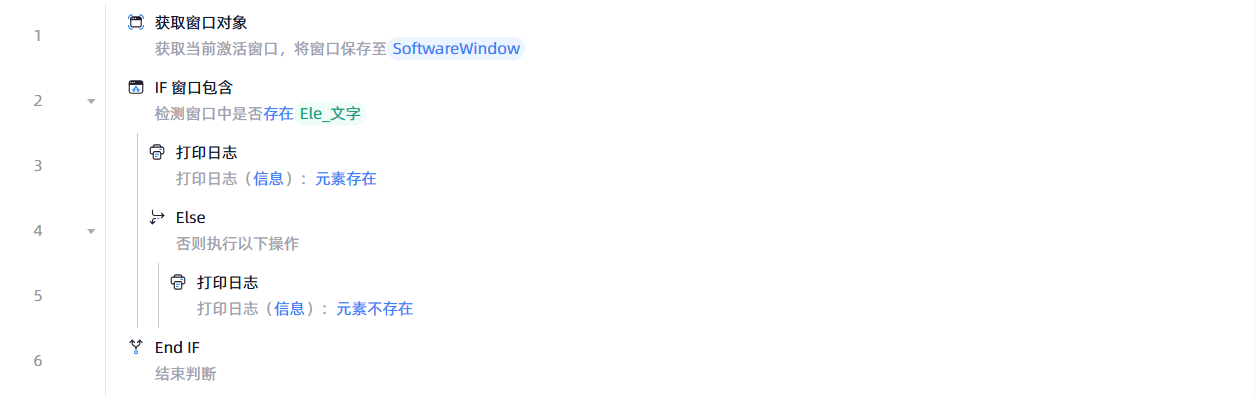 1
获取窗口对象
获取当前激活窗口，将窗口保存至 SoftwareWindow
2
IF 窗口包含
检测窗口中是否存在 Ele_文字
3
打印日志
打印日志（信息）：元素存在
4
Else
否则执行以下操作
5
打印日志
打印日志（信息）：元素不存在
6
End IF
结束判断